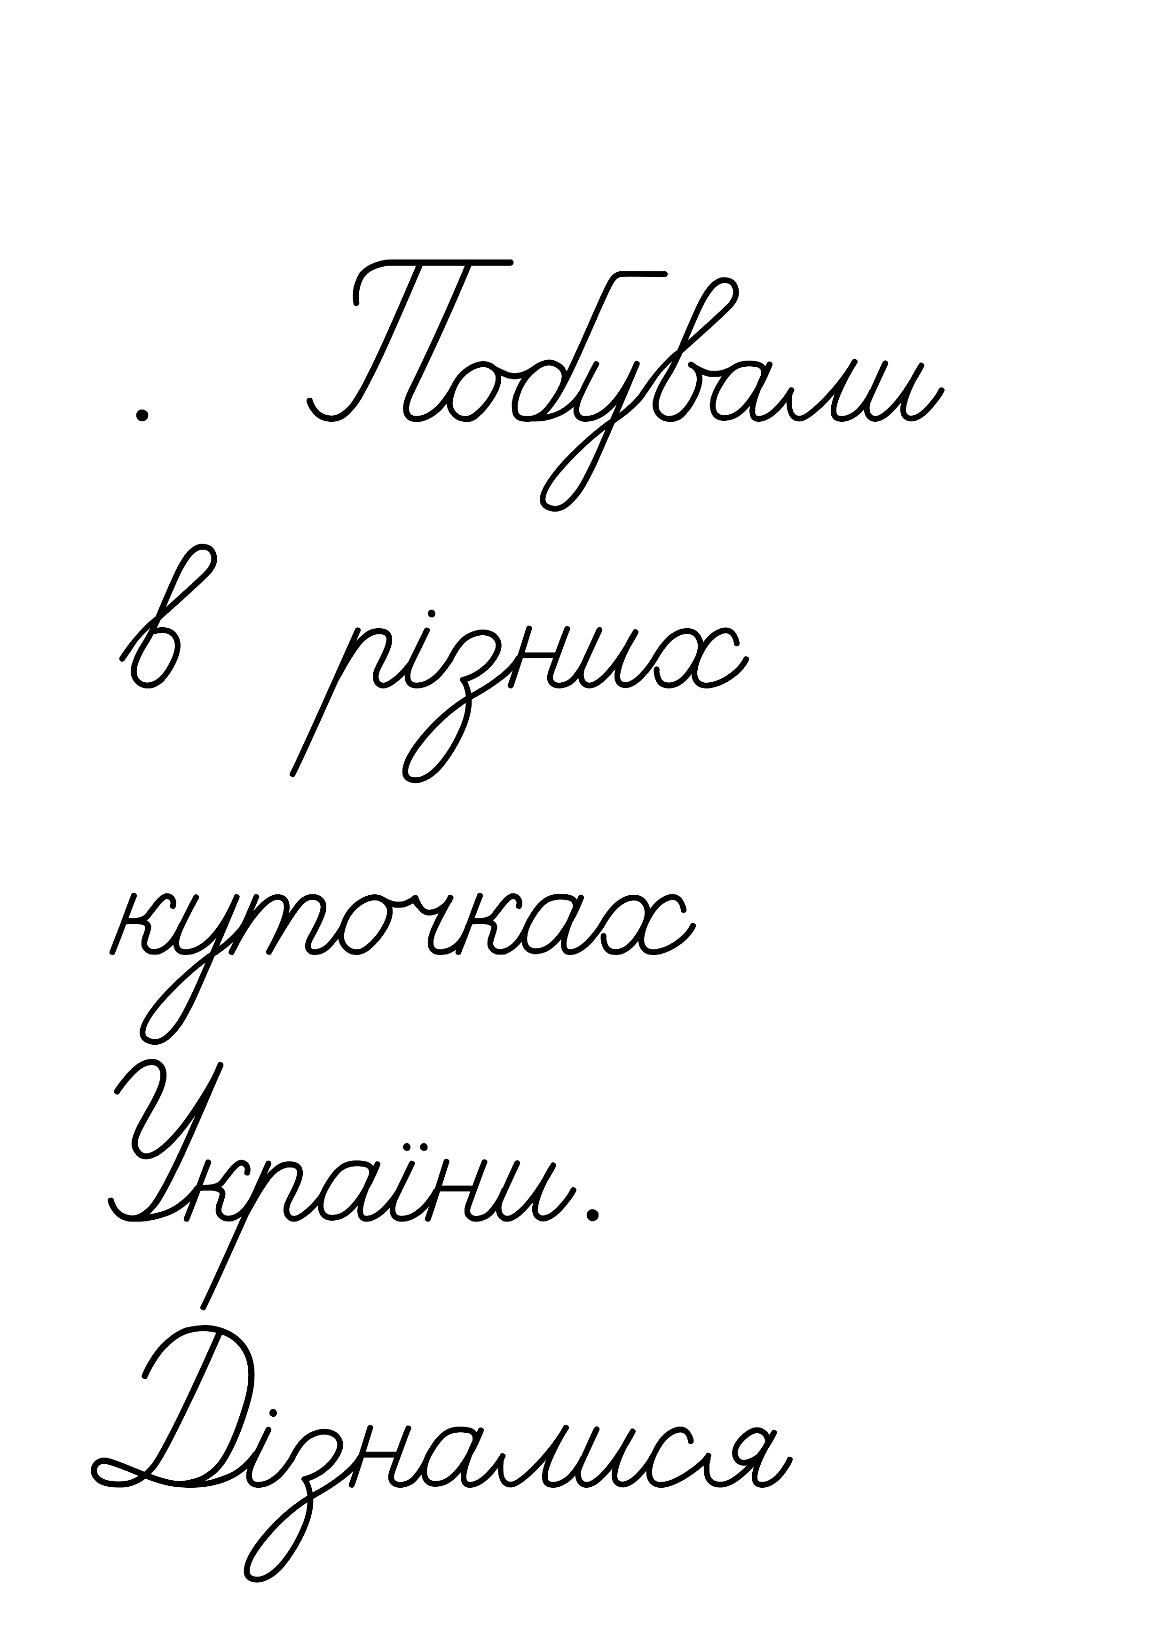 . Побували
в різних
куточках
України.
Дізналися